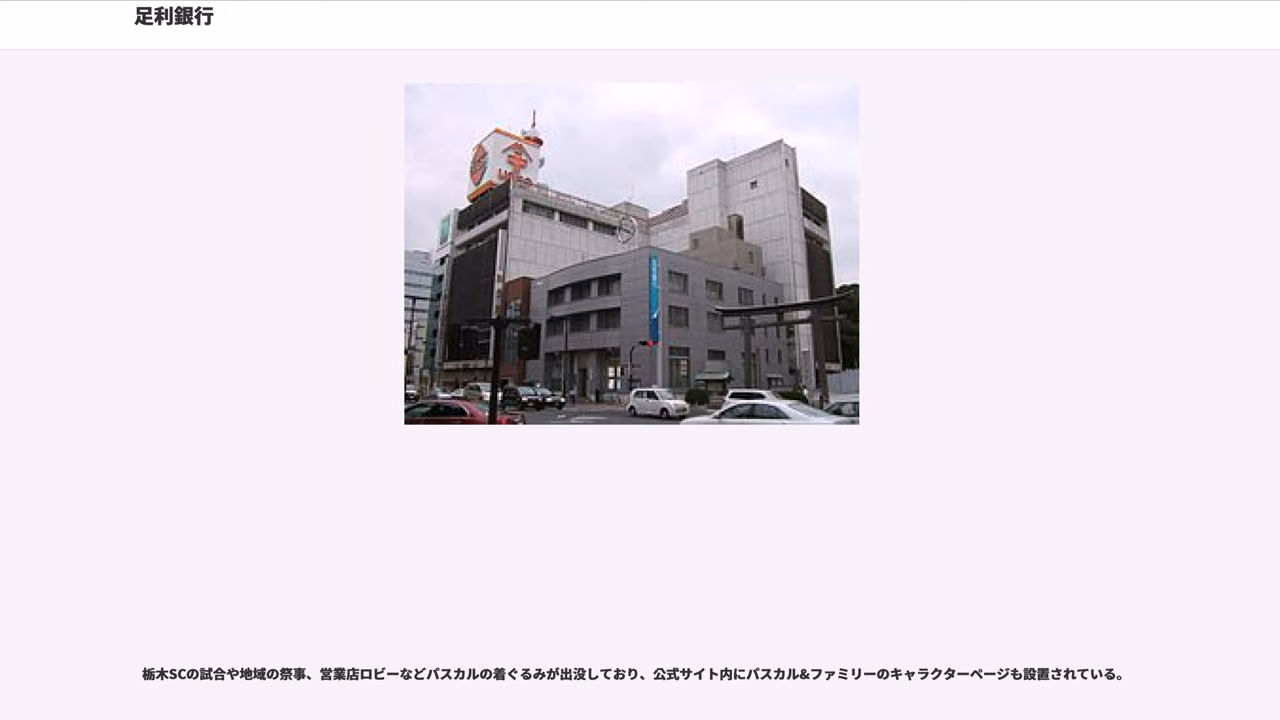 足利銀行
栃木SCの試合や地域の祭事、営業店ロビーなどパスカルの着ぐるみが出没しており、公式サイト内にパスカル&ファミリーのキャラクターページも設置されている。